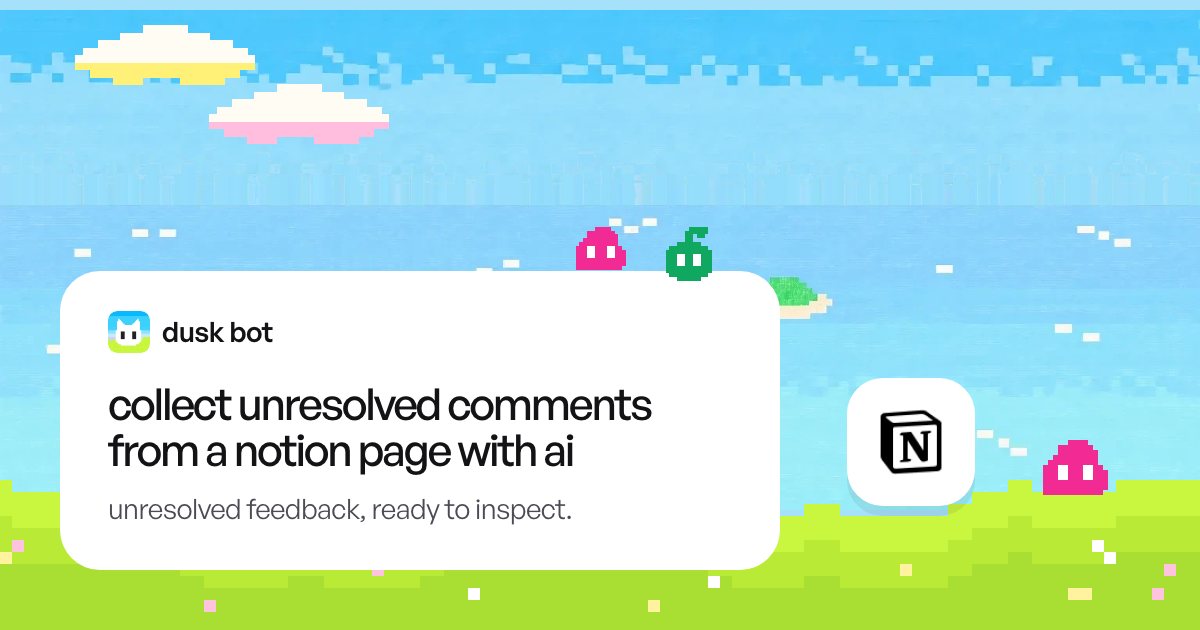 dusk bot
collect unresolved comments
from a notion page with ai
unresolved feedback, ready to inspect.
N